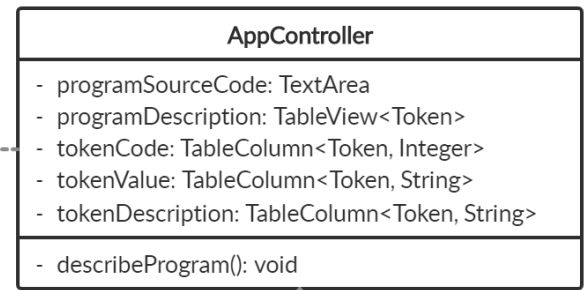 AppController
- programSourceCode: TextArea
- programDescription: TableView<Token>
- tokenCode: TableColumn<Token, Integer>
- tokenValue: TableColumn<Token, String>
- tokenDescription: TableColumn<Token, String>
- describeProgram(): void